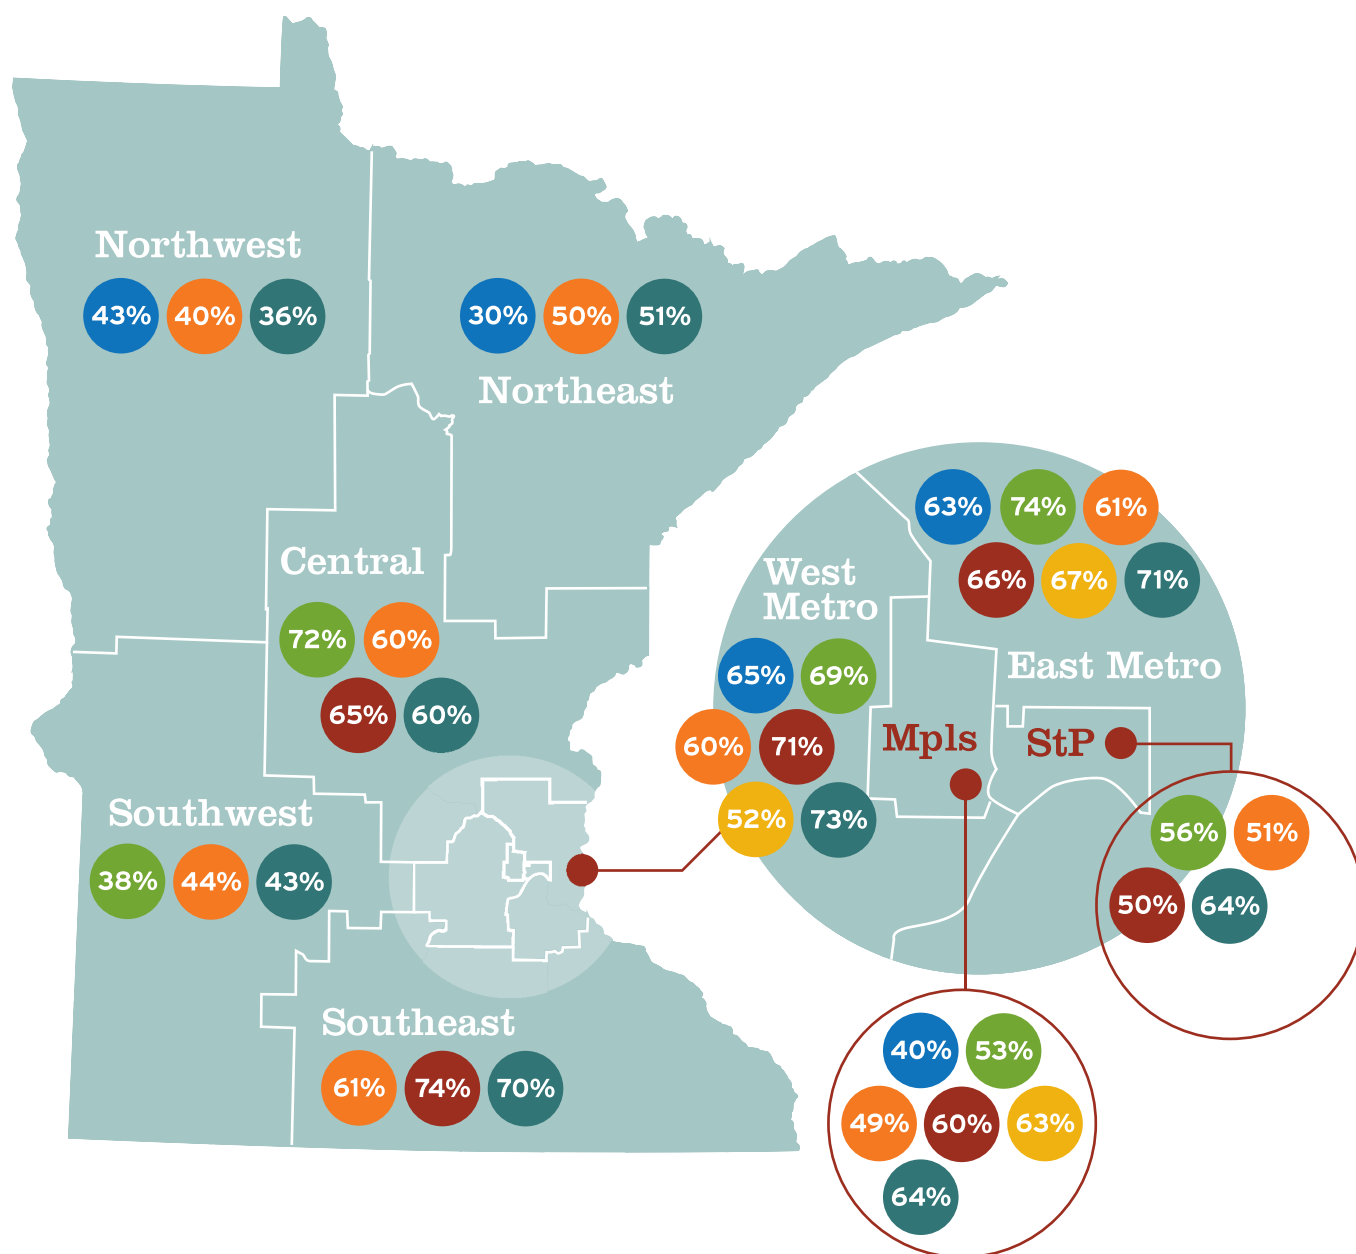 Northwest
43% 40% 36%
30% 50% 51%
Northeast
Central
72% 60%
65% 60%
Southwest
38% 44% 43%
Southeast
61% 74% 70%
63% 74% 61%
66% 67% 71%
East Metro
West
Metro
65% 69%
60% 71%
52% 73%
Mpls
StP
56% 51%
50% 64%
40% 53%
49% 60% 63%
64%